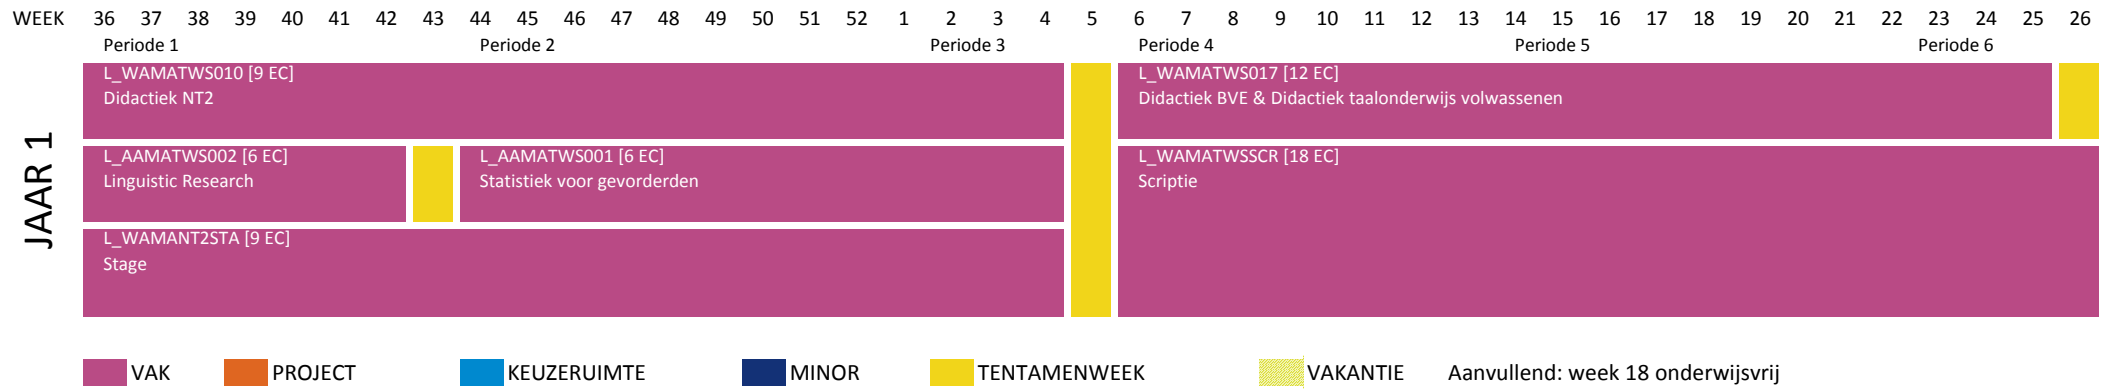 WEEK 36 37 38 39 40 41 42 43 44 45 46 47 48 49 50 51 52 1 2 3 4 5 6 7 8 9 10 11 12 13 14 15 16 17 18 19 20 21 22 23 24 25 26
Periode 1 Periode 2 Periode 3 Periode 4 Periode 5 Periode 6
JAAR 1
L_WAMATWS010 [9 EC]
Didactiek NT2
L_WAMATWS017 [12 EC]
Didactiek BVE & Didactiek taalonderwijs volwassenen
L_AAMATWS002 [6 EC]
Linguistic Research
L_AAMATWS001 [6 EC]
Statistiek voor gevorderden
L_WAMATWSSCR [18 EC]
Scriptie
L_WAMANT2STA [9 EC]
Stage
VAK PROJECT KEUZERUIMTE MINOR TENTAMENWEEK VAKANTIE Aanvullend: week 18 onderwijsvrij